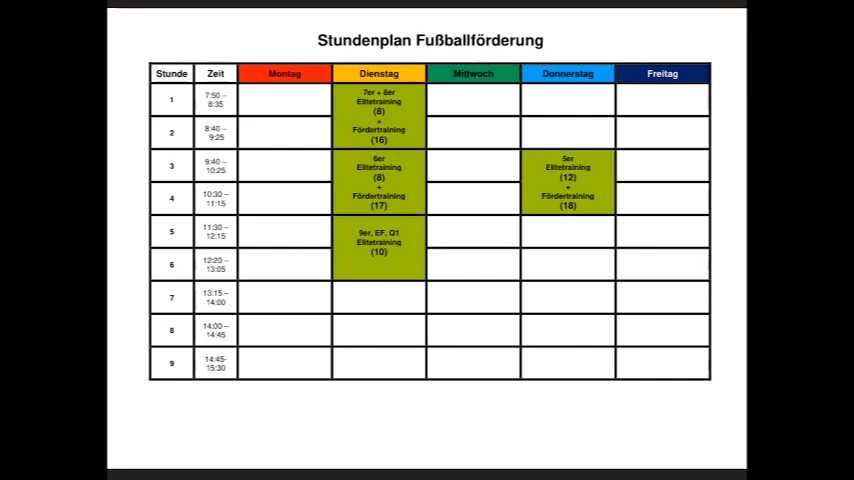 Stundenplan Fußballförderung
Stunde Zeit Montag Dienstag Mittwoch Donnerstag Freitag
1 7:50 – 8:35
2 8:40 – 9:25
7er + 8er
Elitetraining
(8)
+
Fördertraining
(16)
3 9:40 – 10:25
4 10:30 – 11:15
6er
Elitetraining
(8)
+
Fördertraining
(17)
5er
Elitetraining
(12)
+
Fördertraining
(18)
5 11:30 – 12:15
6 12:20 – 13:05
9er, EF, Q1
Elitetraining
(10)
7 13:15 – 14:00
8 14:00 – 14:45
9 14:45- 15:30